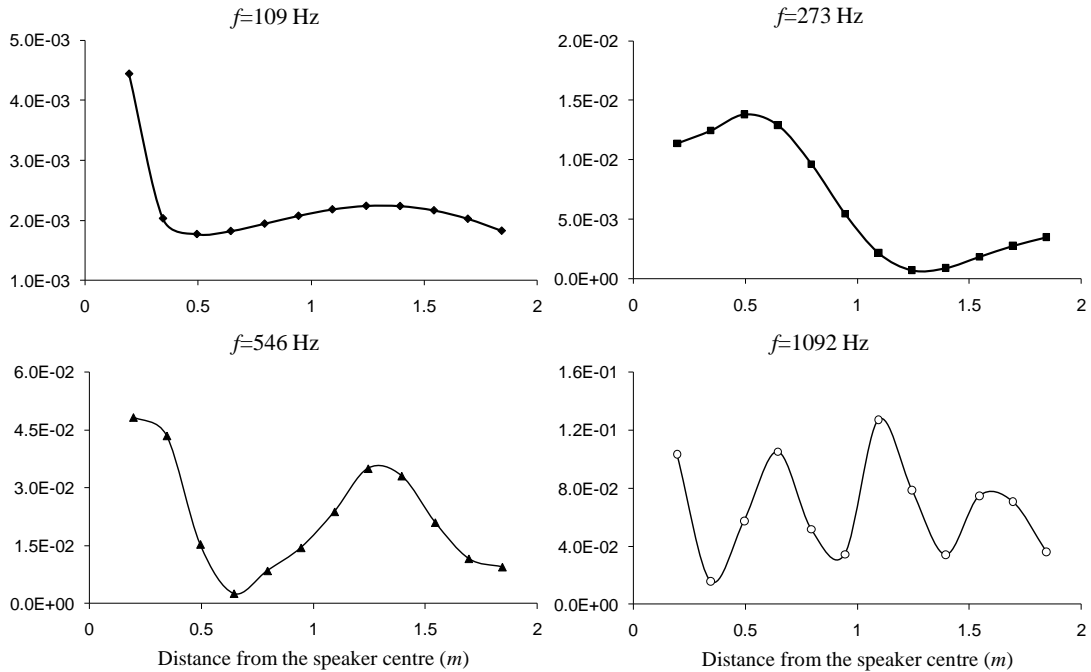 f=109 Hz
5.0E-03
4.0E-03
3.0E-03
2.0E-03
1.0E-03
0 0.5 1 1.5 2
f=273 Hz
2.0E-02
1.5E-02
1.0E-02
5.0E-03
0.0E+00
0 0.5 1 1.5 2
f=546 Hz
6.0E-02
4.5E-02
3.0E-02
1.5E-02
0.0E+00
0 0.5 1 1.5 2
Distance from the speaker centre (m)
f=1092 Hz
1.6E-01
1.2E-01
8.0E-02
4.0E-02
0.0E+00
0 0.5 1 1.5 2
Distance from the speaker centre (m)